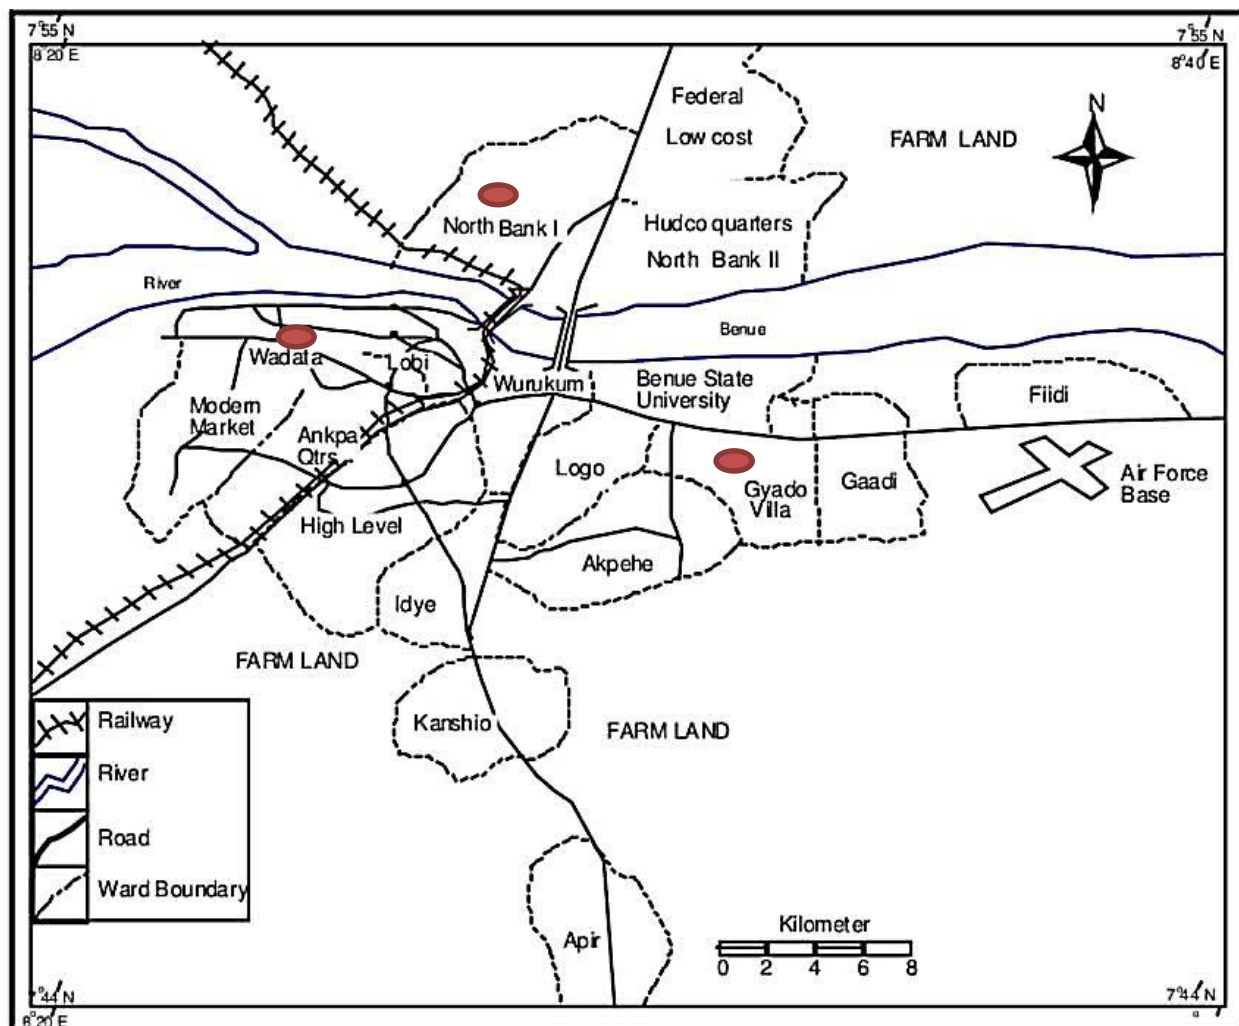 7°55 N
8°20 E
7°55 N
8°40 E
N
Federal
Low cost
FARM LAND
North Bank I
Hudco quarters
North Bank II
River
Benue
Wadata
Lobi
Wurukum
Benue State
University
Fiidi
Modern
Market
Ankpa
Qtrs
Logo
Gyado
Villa
Gaadi
Air Force
Base
High Level
Akpehe
Idye
FARM LAND
Kanshio
FARM LAND
Railway
River
Road
Ward Boundary
Apir
Kilometer
0 2 4 6 8
7°44 N
8°20 E
7°44 N